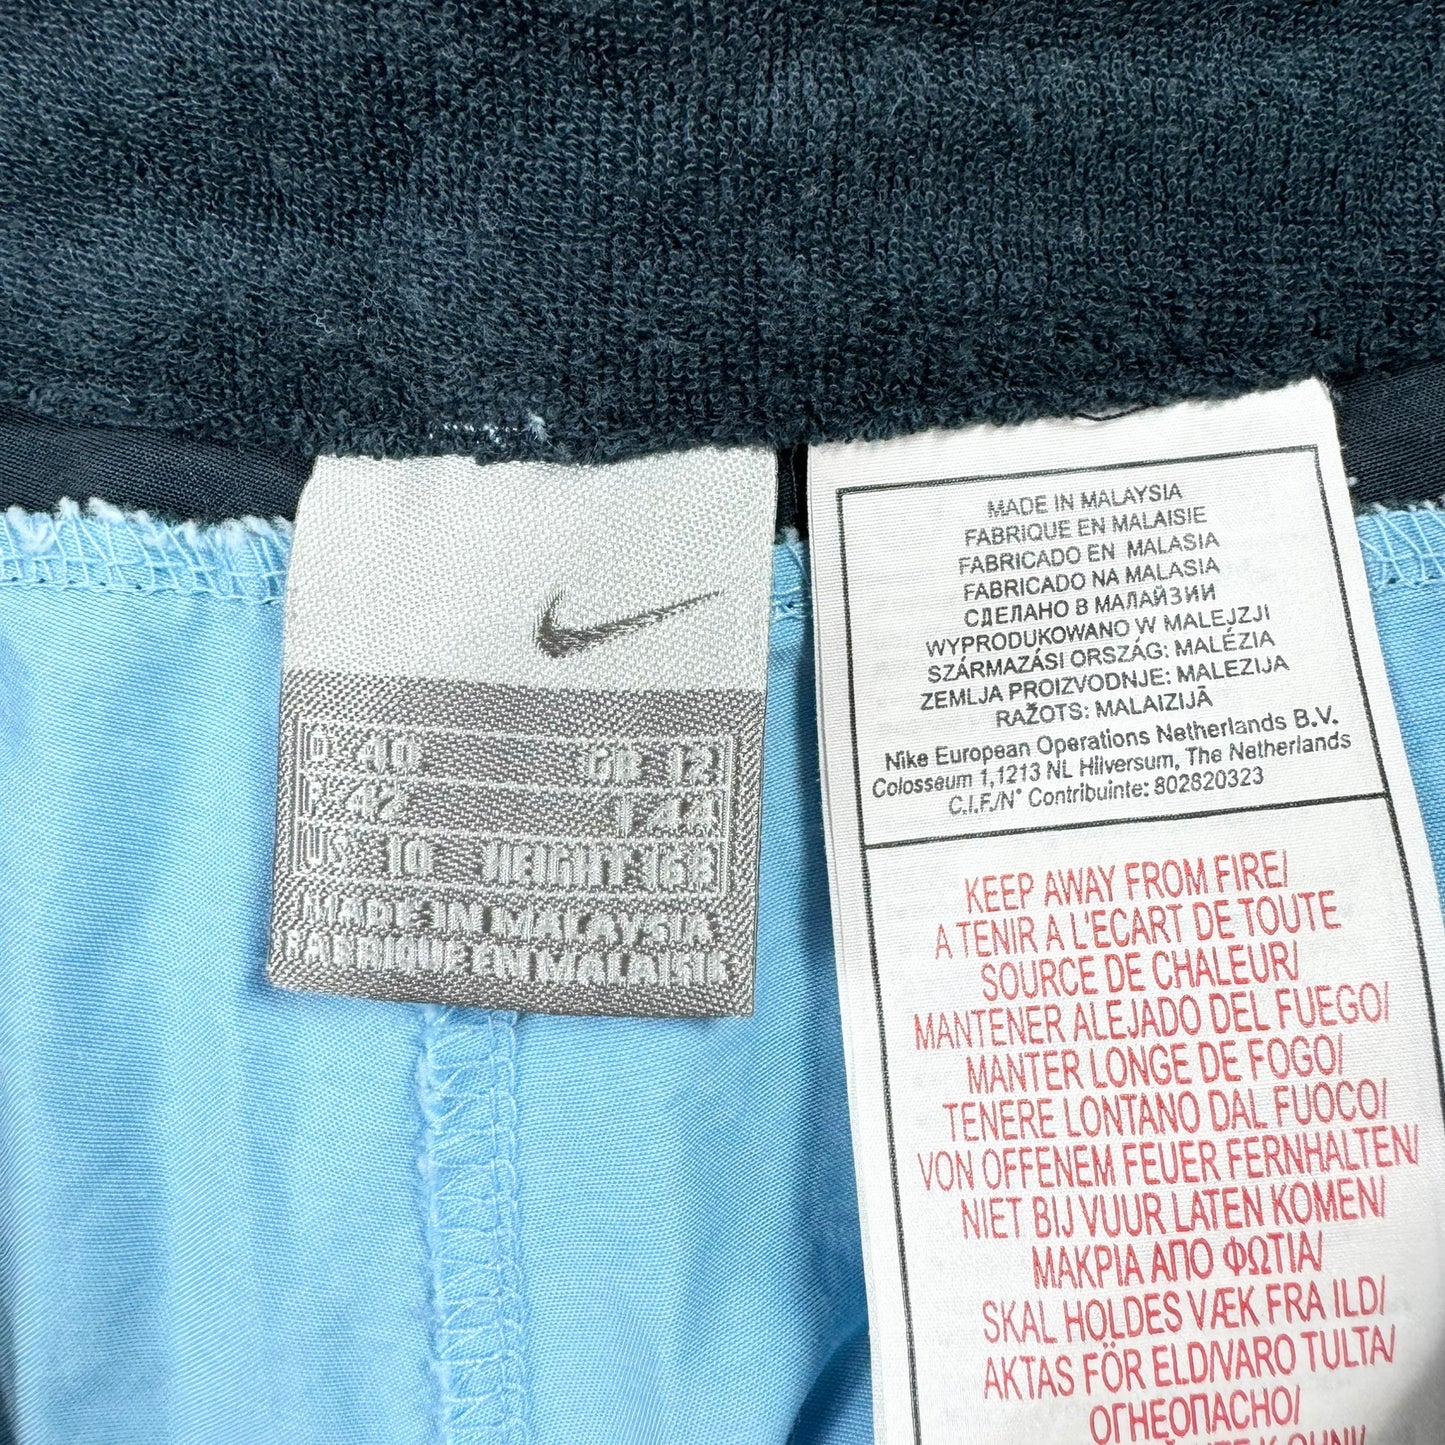 D 40 GB 12
F 42 I 44
US 10 HEIGHT 168
MADE IN MALAYSIA
FABRIQUE EN MALAISIE
MADE IN MALAYSIA
FABRIQUE EN MALAISIE
FABRICADO EN MALASIA
FABRICADO NA MALASIA
СДЕЛАНО В МАЛАЙЗИИ
WYPRODUKOWANO W MALEJZJI
SZÁRMAZÁSI ORSZÁG: MALÉZIA
ZEMLJA PROIZVODNJE: MALEZIJA
RAŽOTS: MALAIZIJĀ
Nike European Operations Netherlands B.V.
Colosseum 1,1213 NL Hilversum, The Netherlands
C.I.F./N° Contribuinte: 802820323
KEEP AWAY FROM FIRE/
A TENIR A L'ECART DE TOUTE
SOURCE DE CHALEUR/
MANTENER ALEJADO DEL FUEGO/
MANTER LONGE DE FOGO/
TENERE LONTANO DAL FUOCO/
VON OFFENEM FEUER FERNHALTEN/
NIET BIJ VUUR LATEN KOMEN/
ΜΑΚΡΙΑ ΑΠΟ ΦΩΤΙΑ/
SKAL HOLDES VÆK FRA ILD/
AKTAS FÖR ELD/VARO TULTA/
ОГНЕОПАСНО/